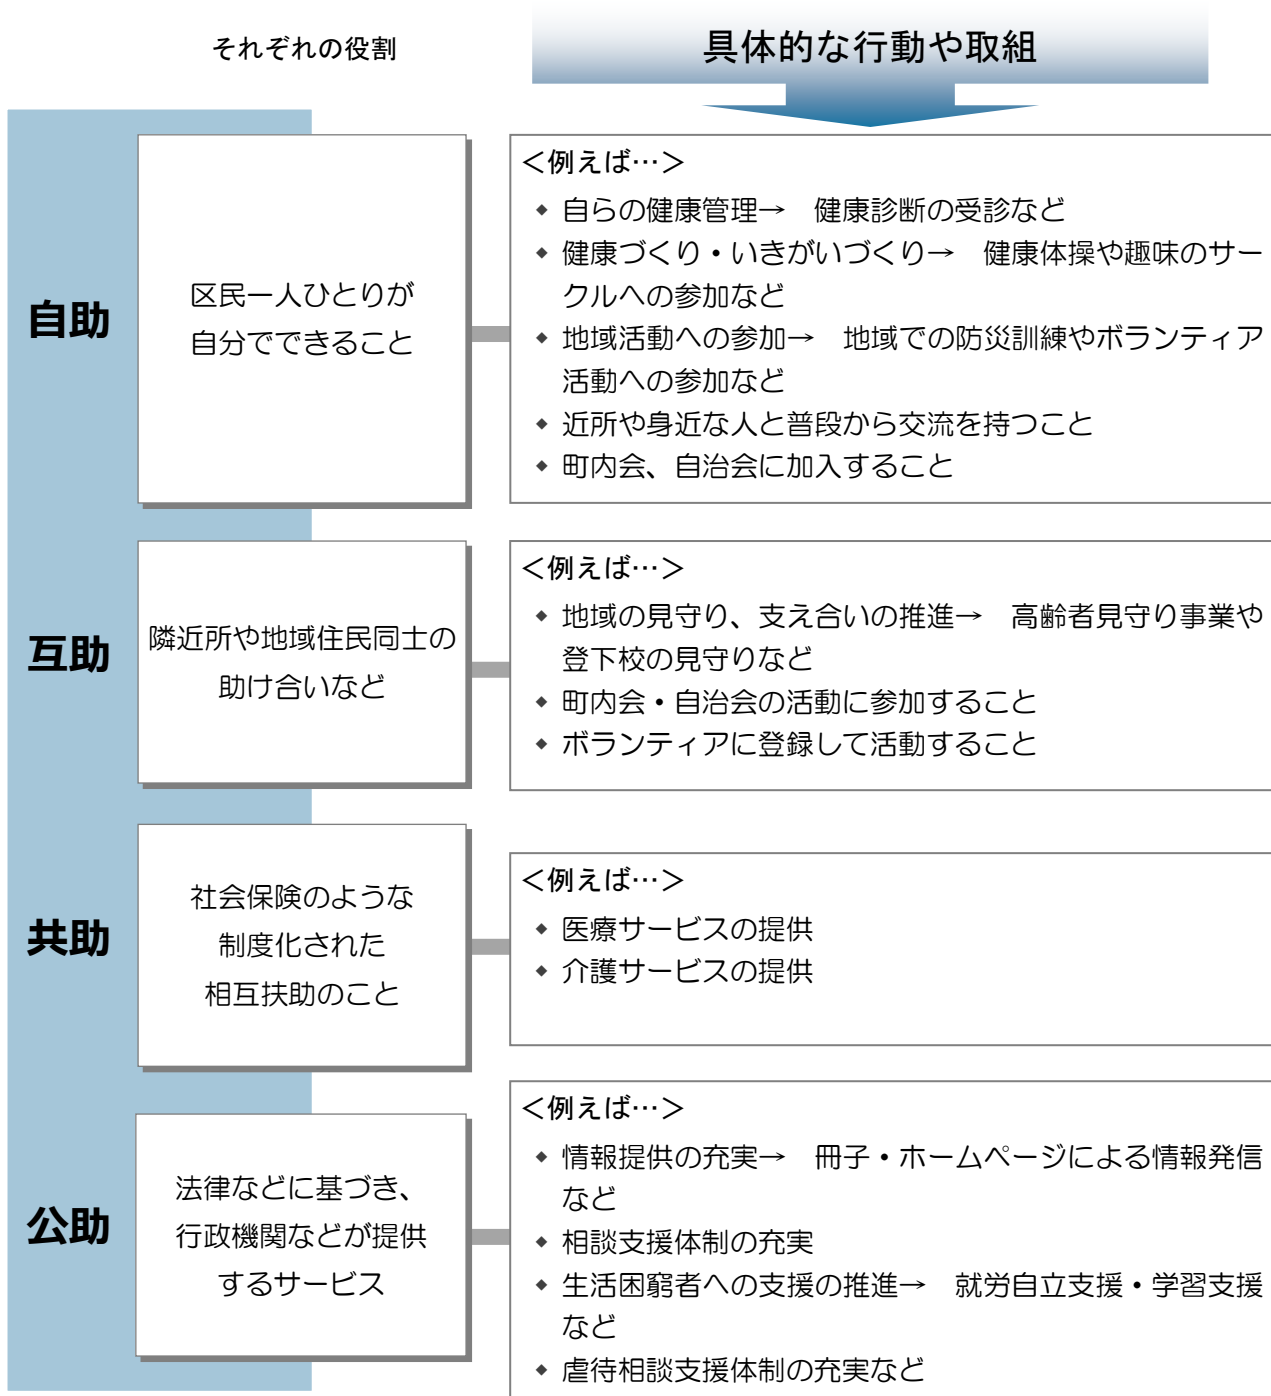 それぞれの役割
具体的な行動や取組
自助
区民一人ひとりが
自分でできること
＜例えば…＞
◆ 自らの健康管理→　健康診断の受診など
◆ 健康づくり・いきがいづくり→　健康体操や趣味のサー
クルへの参加など
◆ 地域活動への参加→　地域での防災訓練やボランティア
活動への参加など
◆ 近所や身近な人と普段から交流を持つこと
◆ 町内会、自治会に加入すること
互助
隣近所や地域住民同士の
助け合いなど
＜例えば…＞
◆ 地域の見守り、支え合いの推進→　高齢者見守り事業や
登下校の見守りなど
◆ 町内会・自治会の活動に参加すること
◆ ボランティアに登録して活動すること
共助
社会保険のような
制度化された
相互扶助のこと
＜例えば…＞
◆ 医療サービスの提供
◆ 介護サービスの提供
公助
法律などに基づき、
行政機関などが提供
するサービス
＜例えば…＞
◆ 情報提供の充実→　冊子・ホームページによる情報発信
など
◆ 相談支援体制の充実
◆ 生活困窮者への支援の推進→　就労自立支援・学習支援
など
◆ 虐待相談支援体制の充実など